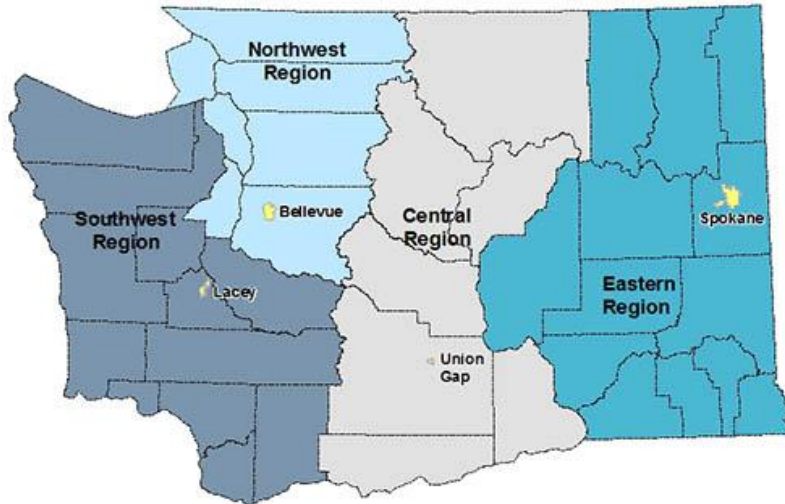 Northwest
Region
Southwest
Region
Bellevue
Central
Region
Spokane
Lacey
Eastern
Region
Union
Gap